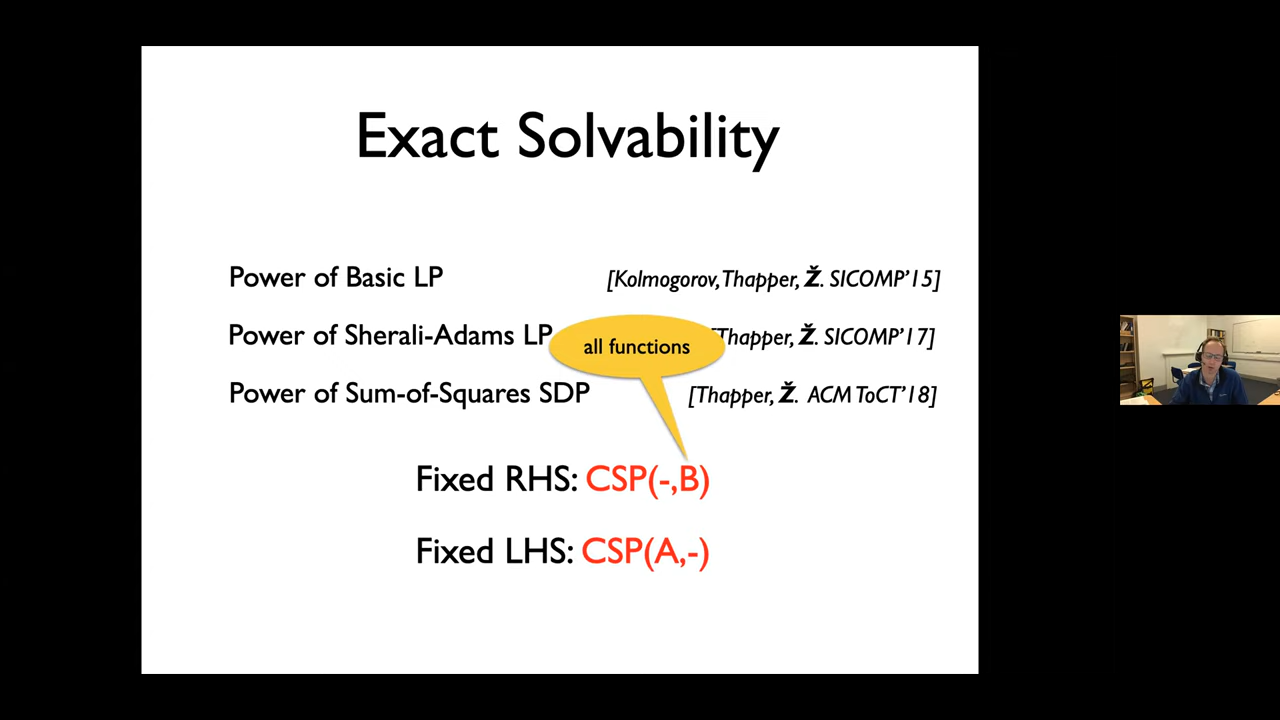 Exact Solvability
Power of Basic LP [Kolmogorov, Thapper, Ž. SICOMP'15]
Power of Sherali-Adams LP [Thapper, Ž. SICOMP'17]
all functions
Power of Sum-of-Squares SDP [Thapper, Ž. ACM ToCT'18]
Fixed RHS: CSP(-,B)
Fixed LHS: CSP(A,-)